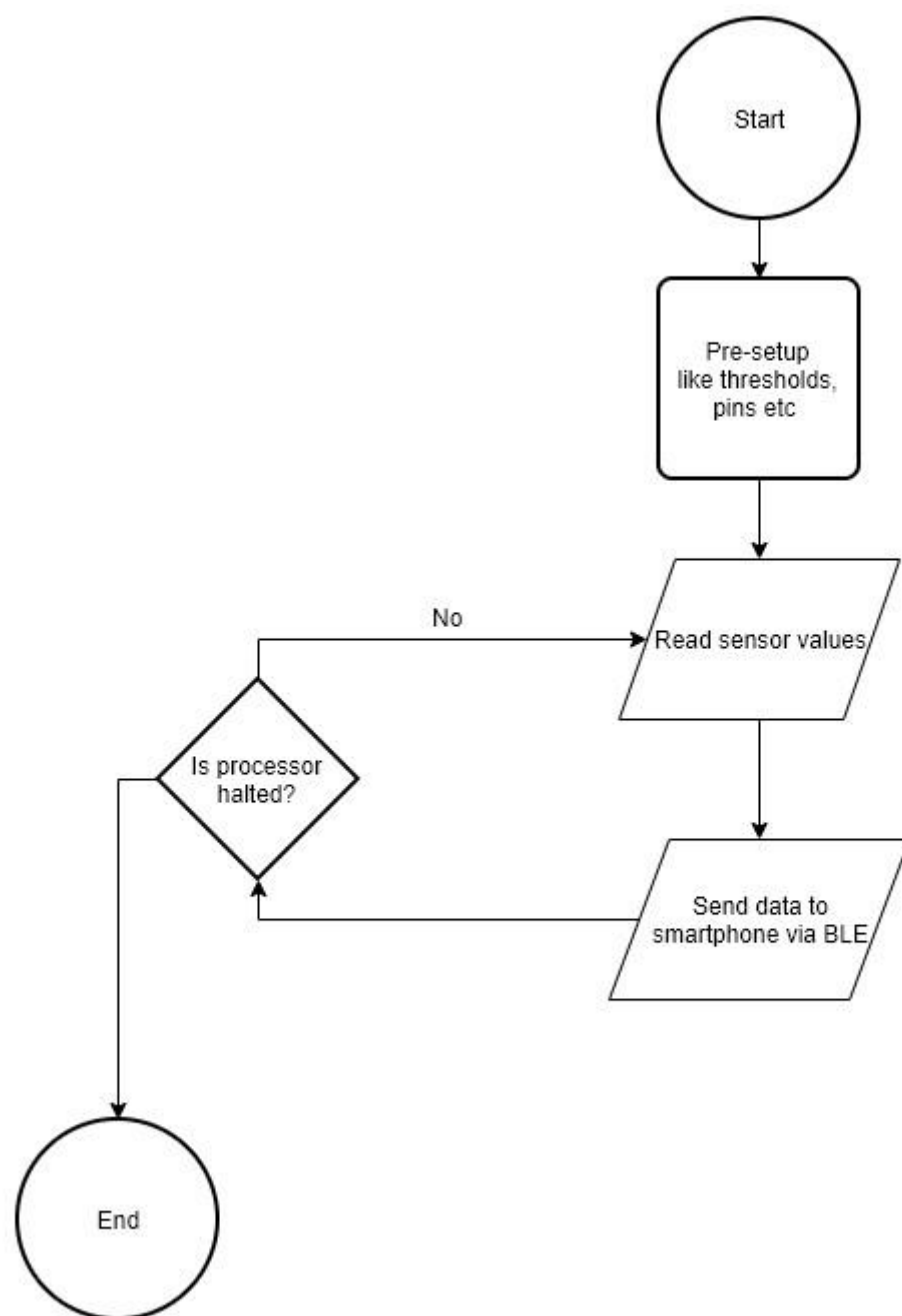 Start
Pre-setup
like thresholds,
pins etc
Read sensor values
No
Is processor
halted?
Send data to
smartphone via BLE
End